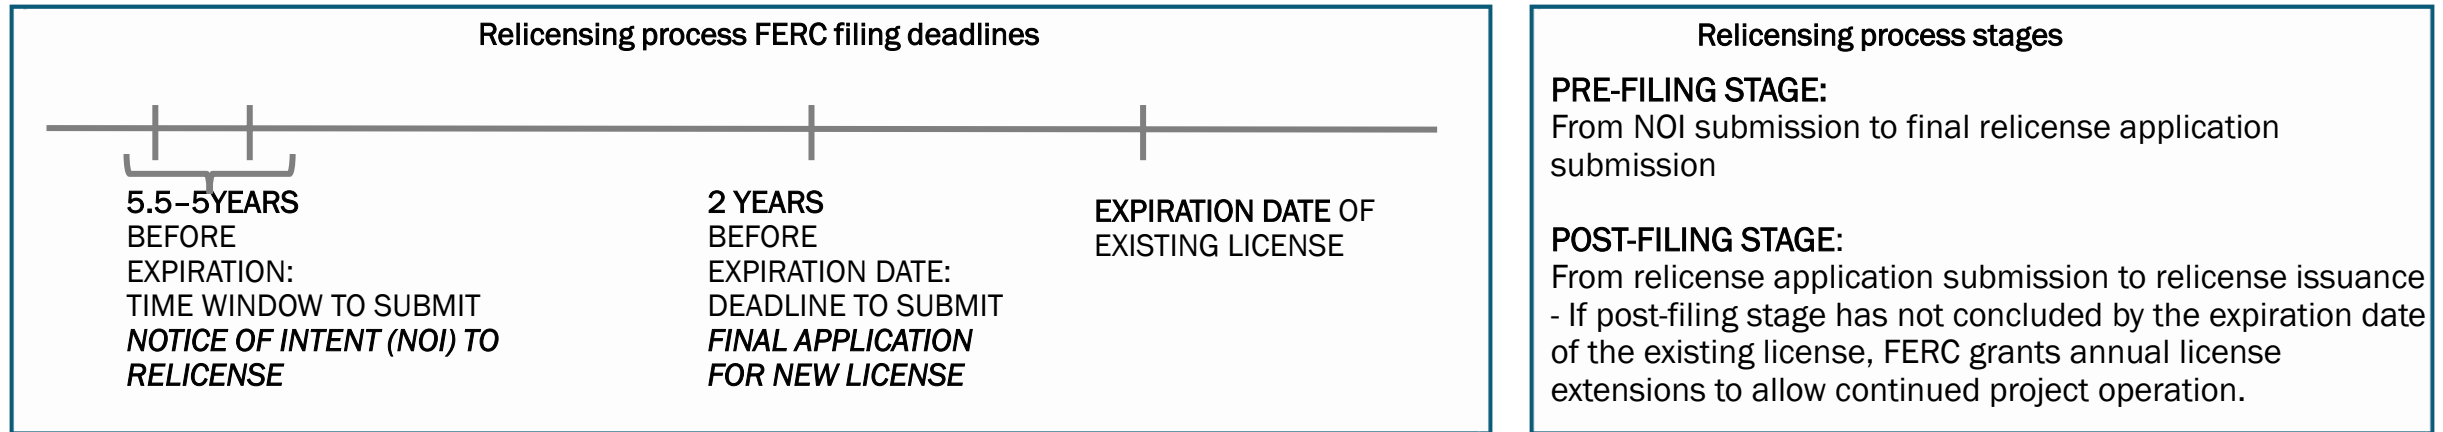 Relicensing process FERC filing deadlines
5.5–5YEARS
BEFORE
EXPIRATION:
TIME WINDOW TO SUBMIT
NOTICE OF INTENT (NOI) TO
RELICENSE
2 YEARS
BEFORE
EXPIRATION DATE:
DEADLINE TO SUBMIT
FINAL APPLICATION
FOR NEW LICENSE
EXPIRATION DATE OF
EXISTING LICENSE
Relicensing process stages
PRE-FILING STAGE:
From NOI submission to final relicense application
submission
POST-FILING STAGE:
From relicense application submission to relicense issuance
- If post-filing stage has not concluded by the expiration date
of the existing license, FERC grants annual license
extensions to allow continued project operation.